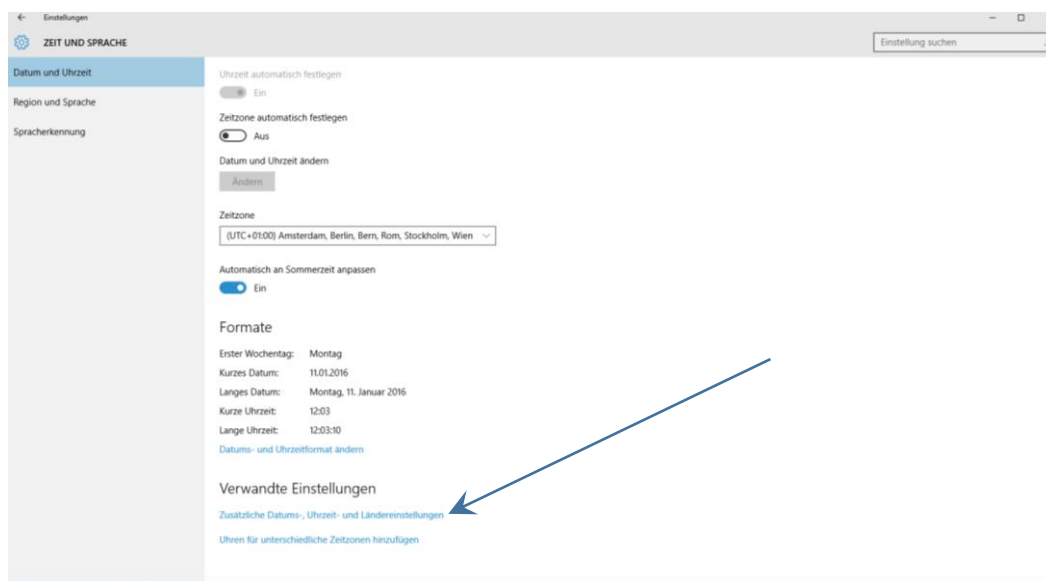 Einstellungen
ZEIT UND SPRACHE
Einstellung suchen
Datum und Uhrzeit
Region und Sprache
Spracherkennung
Uhrzeit automatisch festlegen
Ein
Zeitzone automatisch festlegen
Aus
Datum und Uhrzeit ändern
Ändern
Zeitzone
(UTC+01:00) Amsterdam, Berlin, Bern, Rom, Stockholm, Wien
Automatisch an Sommerzeit anpassen
Ein
Formate
Erster Wochentag: Montag
Kurzes Datum: 11.01.2016
Langes Datum: Montag, 11. Januar 2016
Kurze Uhrzeit: 12:03
Lange Uhrzeit: 12:03:10
Datums- und Uhrzeitformat ändern
Verwandte Einstellungen
Zusätzliche Datums-, Uhrzeit- und Ländereinstellungen
Uhren für unterschiedliche Zeitzonen hinzufügen